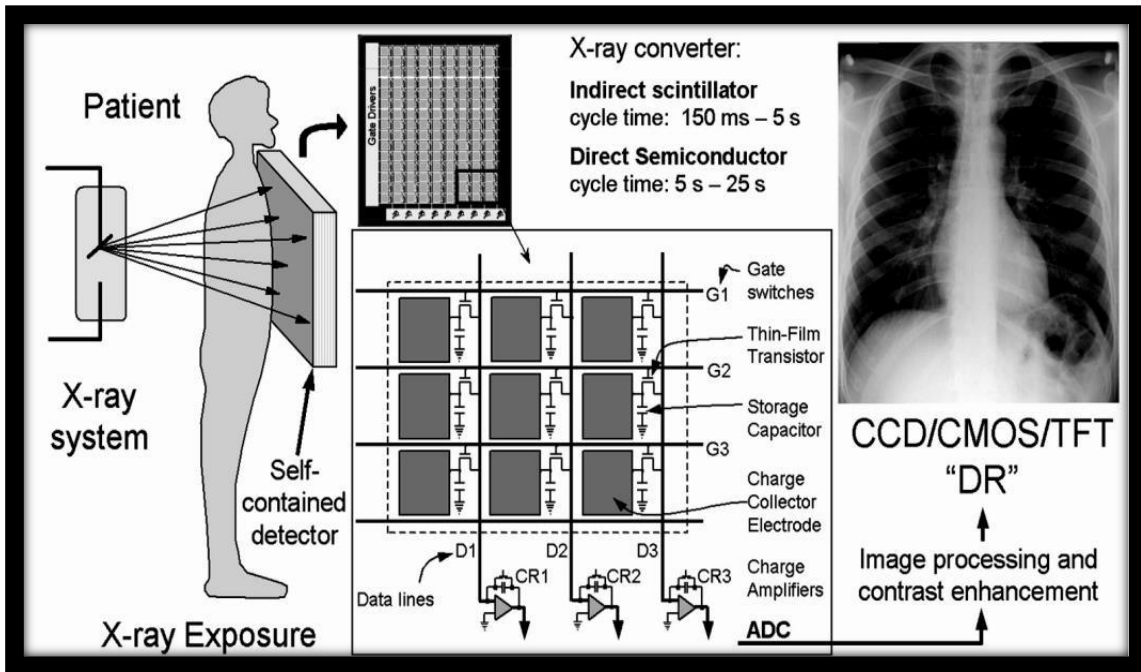 Patient
X-ray
system
Self-
contained
detector
X-ray Exposure
Gate Drivers
X-ray converter:
Indirect scintillator
cycle time: 150 ms – 5 s
Direct Semiconductor
cycle time: 5 s – 25 s
G1
Gate
switches
Thin-Film
Transistor
G2
Storage
Capacitor
G3
Charge
Collector
Electrode
D1
D2
D3
Data lines
CR1
CR2
CR3
Charge
Amplifiers
ADC
CCD/CMOS/TFT
“DR”
Image processing and
contrast enhancement